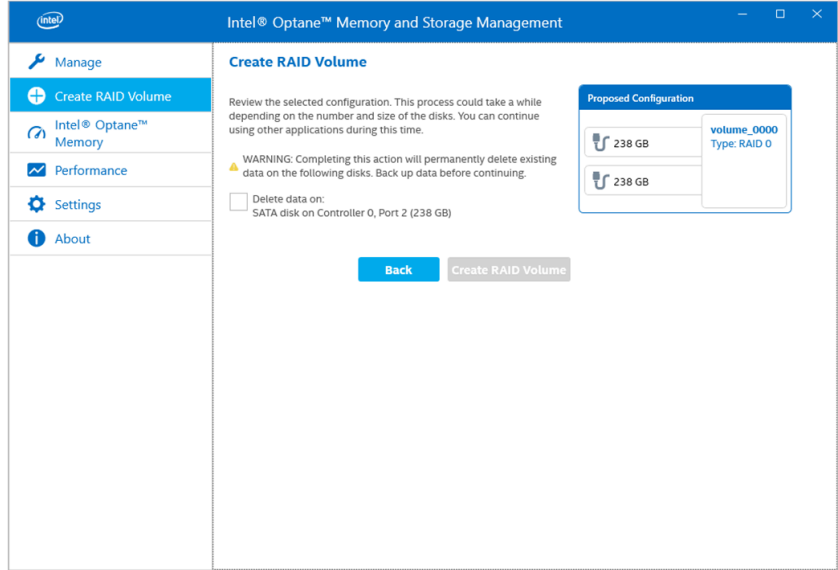 intel
Intel® Optane™ Memory and Storage Management
Manage
Create RAID Volume
Intel® Optane™
Memory
Performance
Settings
About
Create RAID Volume
Review the selected configuration. This process could take a while
depending on the number and size of the disks. You can continue
using other applications during this time.
WARNING: Completing this action will permanently delete existing
data on the following disks. Back up data before continuing.
Delete data on:
SATA disk on Controller 0, Port 2 (238 GB)
Back
Create RAID Volume
Proposed Configuration
238 GB
238 GB
volume_0000
Type: RAID 0